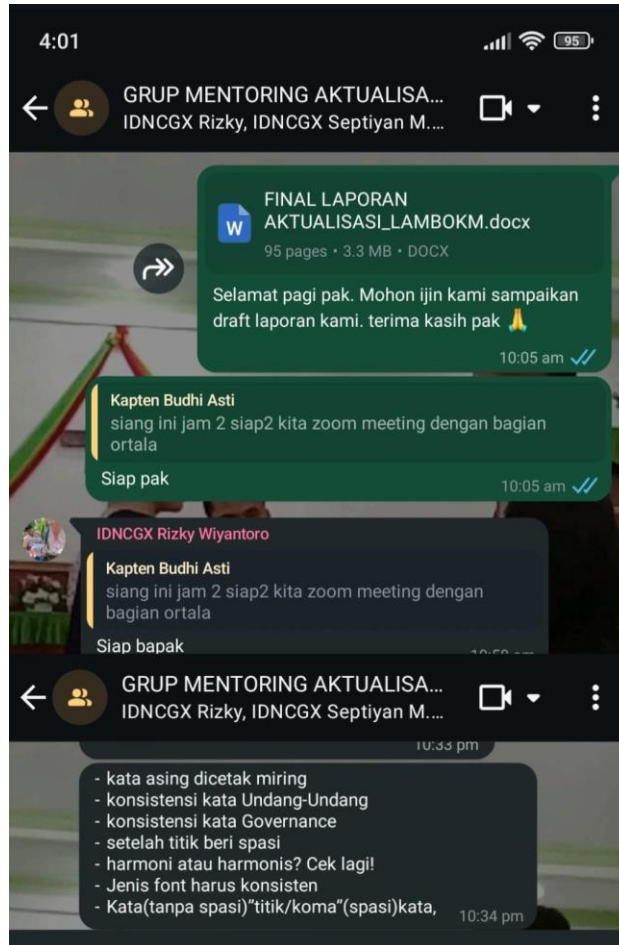 4:01
95
GRUP MENTORING AKTUALISA...
IDNCGX Rizky, IDNCGX Septiyan M....
FINAL LAPORAN
AKTUALISASI_LAMBOKM.docx
W
95 pages • 3.3 MB • DOCX
Selamat pagi pak. Mohon ijin kami sampaikan
draft laporan kami. terima kasih pak 🙏
10:05 am
Kapten Budhi Asti
siang ini jam 2 siap2 kita zoom meeting dengan bagian
ortala
Siap pak
10:05 am
IDNCGX Rizky Wiyantoro
Kapten Budhi Asti
siang ini jam 2 siap2 kita zoom meeting dengan
bagian ortala
Siap bapak
GRUP MENTORING AKTUALISA...
IDNCGX Rizky, IDNCGX Septiyan M....
10:33 pm
- kata asing dicetak miring
- konsistensi kata Undang-Undang
- konsistensi kata Governance
- setelah titik beri spasi
- harmoni atau harmonis? Cek lagi!
- Jenis font harus konsisten
- Kata(tanpa spasi)"titik/koma"(spasi)kata,
10:34 pm